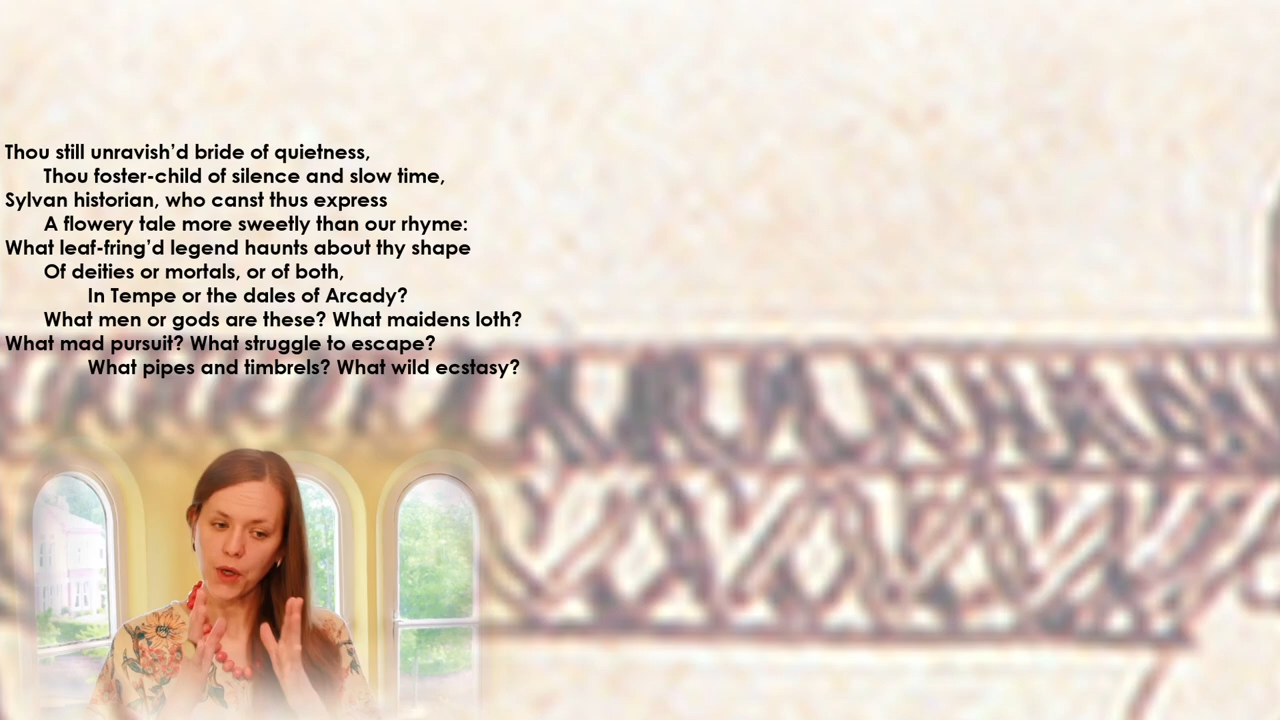 Thou still unravish’d bride of quietness,
Thou foster-child of silence and slow time,
Sylvan historian, who canst thus express
A flowery tale more sweetly than our rhyme:
What leaf-fring’d legend haunts about thy shape
Of deities or mortals, or of both,
In Tempe or the dales of Arcady?
What men or gods are these? What maidens loth?
What mad pursuit? What struggle to escape?
What pipes and timbrels? What wild ecstasy?